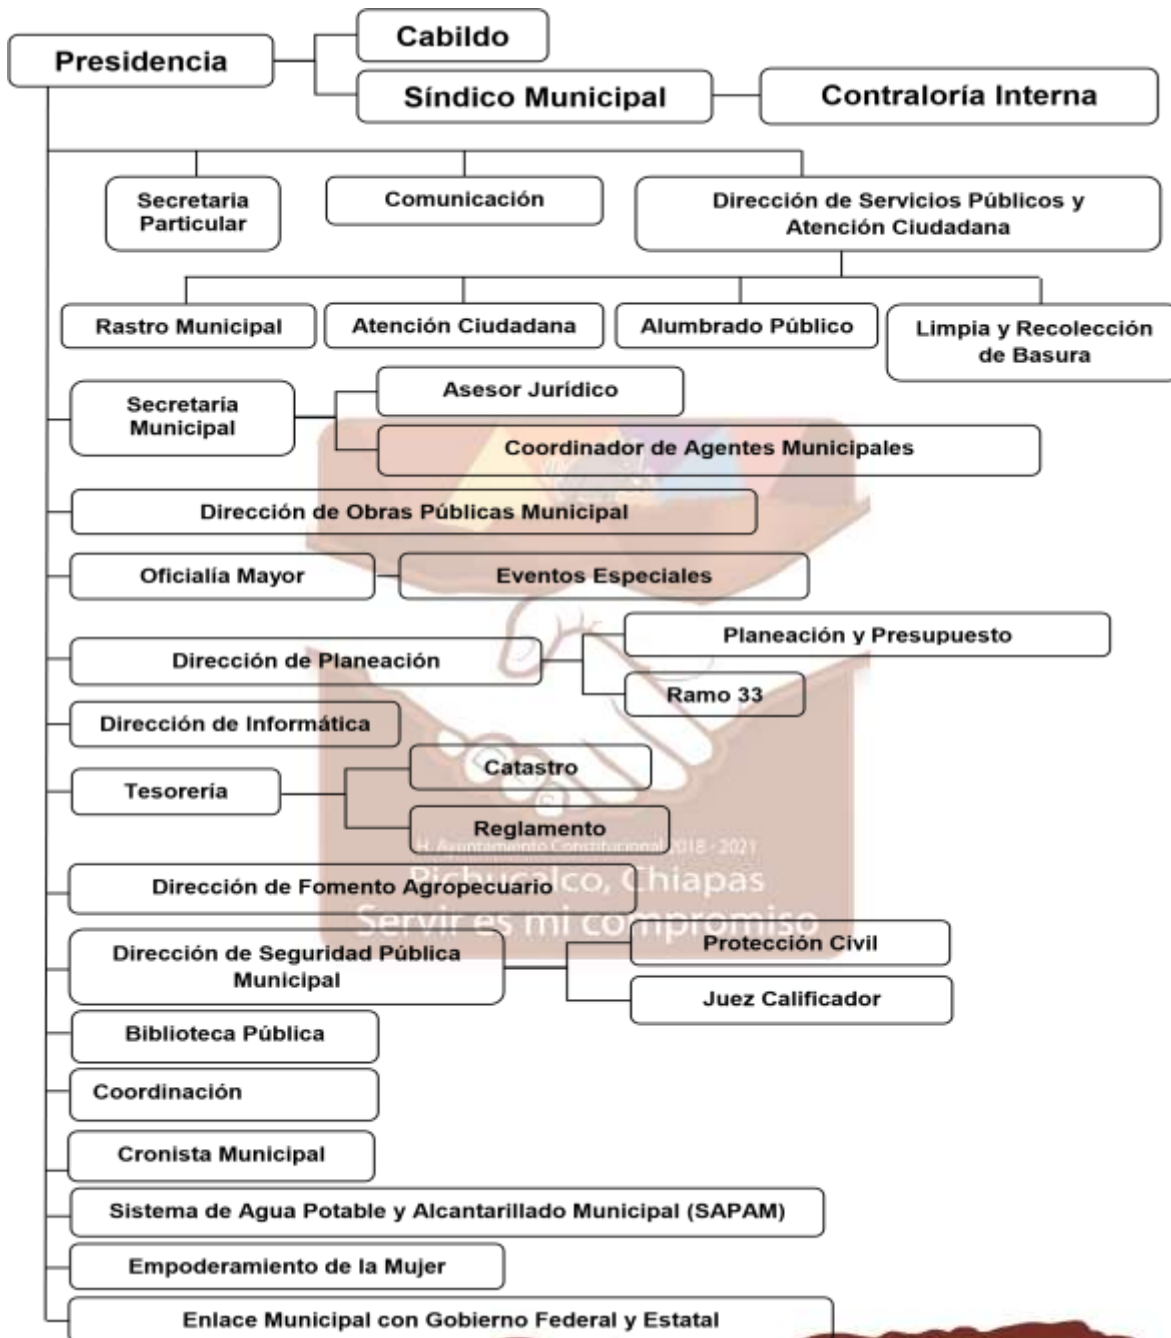 Cabildo
Presidencia
Síndico Municipal
Contraloría Interna
Secretaria
Particular
Comunicación
Dirección de Servicios Públicos y
Atención Ciudadana
Rastro Municipal
Atención Ciudadana
Alumbrado Público
Limpia y Recolección
de Basura
Secretaría
Municipal
Asesor Jurídico
Coordinador de Agentes Municipales
Dirección de Obras Públicas Municipal
Oficialía Mayor
Eventos Especiales
Dirección de Planeación
Planeación y Presupuesto
Ramo 33
Dirección de Informática
Tesorería
Catastro
Reglamento
H. Ayuntamiento Constitucional 2018 - 2021
Dirección de Fomento Agropecuario
Pichucalco, Chiapas
Servir es mi compromiso
Dirección de Seguridad Pública
Municipal
Protección Civil
Juez Calificador
Biblioteca Pública
Coordinación
Cronista Municipal
Sistema de Agua Potable y Alcantarillado Municipal (SAPAM)
Empoderamiento de la Mujer
Enlace Municipal con Gobierno Federal y Estatal